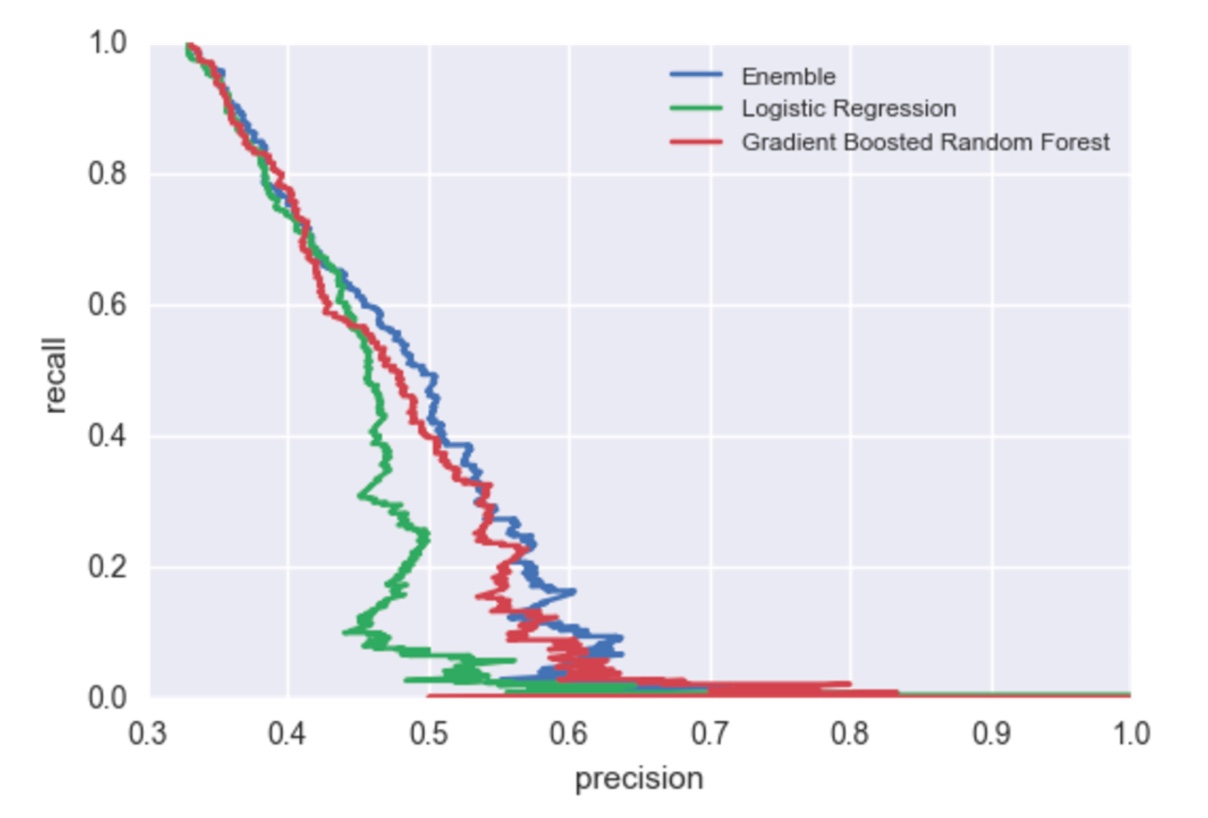 1.0
Enemble
Logistic Regression
Gradient Boosted Random Forest
0.8
0.6
recall
0.4
0.2
0.0
0.3 0.4 0.5 0.6 0.7 0.8 0.9 1.0
precision